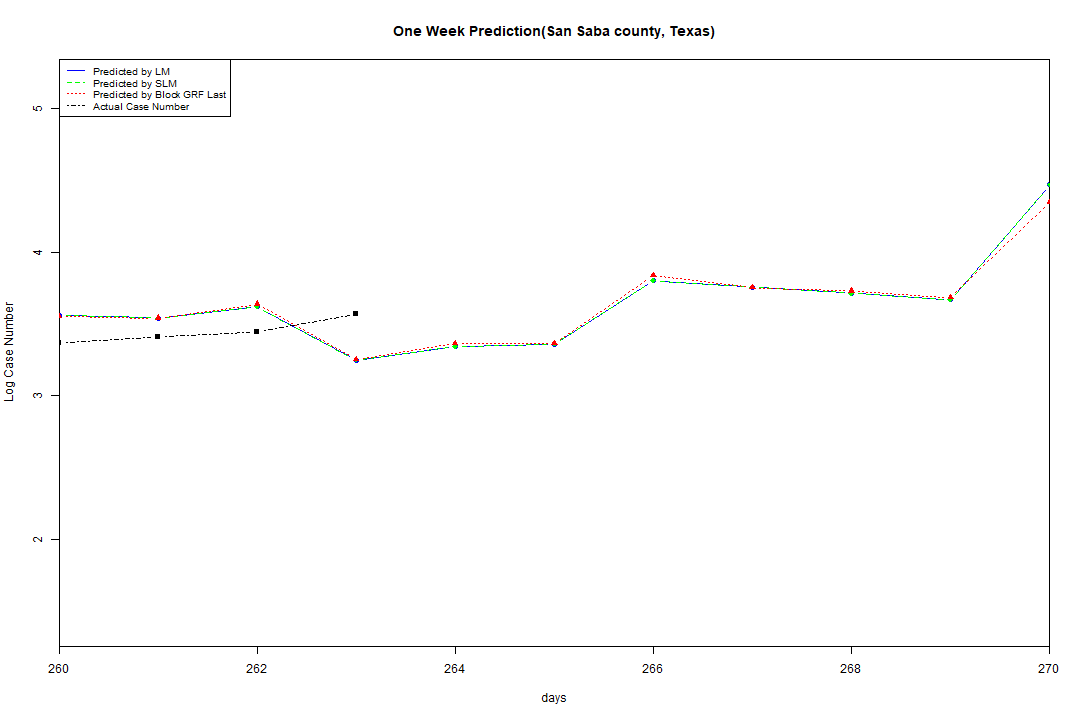 One Week Prediction(San Saba county, Texas)
Predicted by LM
Predicted by SLM
Predicted by Block GRF Last
Actual Case Number
5
4
3
2
Log Case Number
260 262 264 266 268 270
days